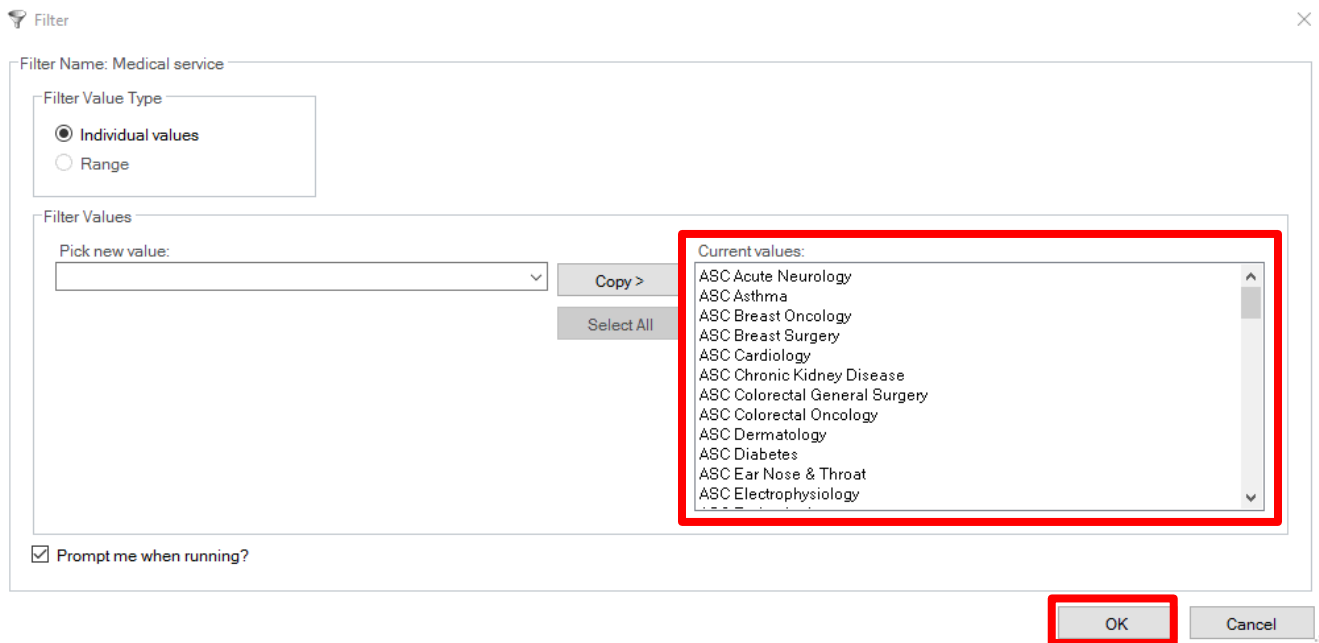 Filter
Filter Name: Medical service
Filter Value Type
Individual values
Range
Filter Values
Pick new value:
Copy >
Select All
Current values:
ASC Acute Neurology
ASC Asthma
ASC Breast Oncology
ASC Breast Surgery
ASC Cardiology
ASC Chronic Kidney Disease
ASC Colorectal General Surgery
ASC Colorectal Oncology
ASC Dermatology
ASC Diabetes
ASC Ear Nose & Throat
ASC Electrophysiology
Prompt me when running?
OK
Cancel